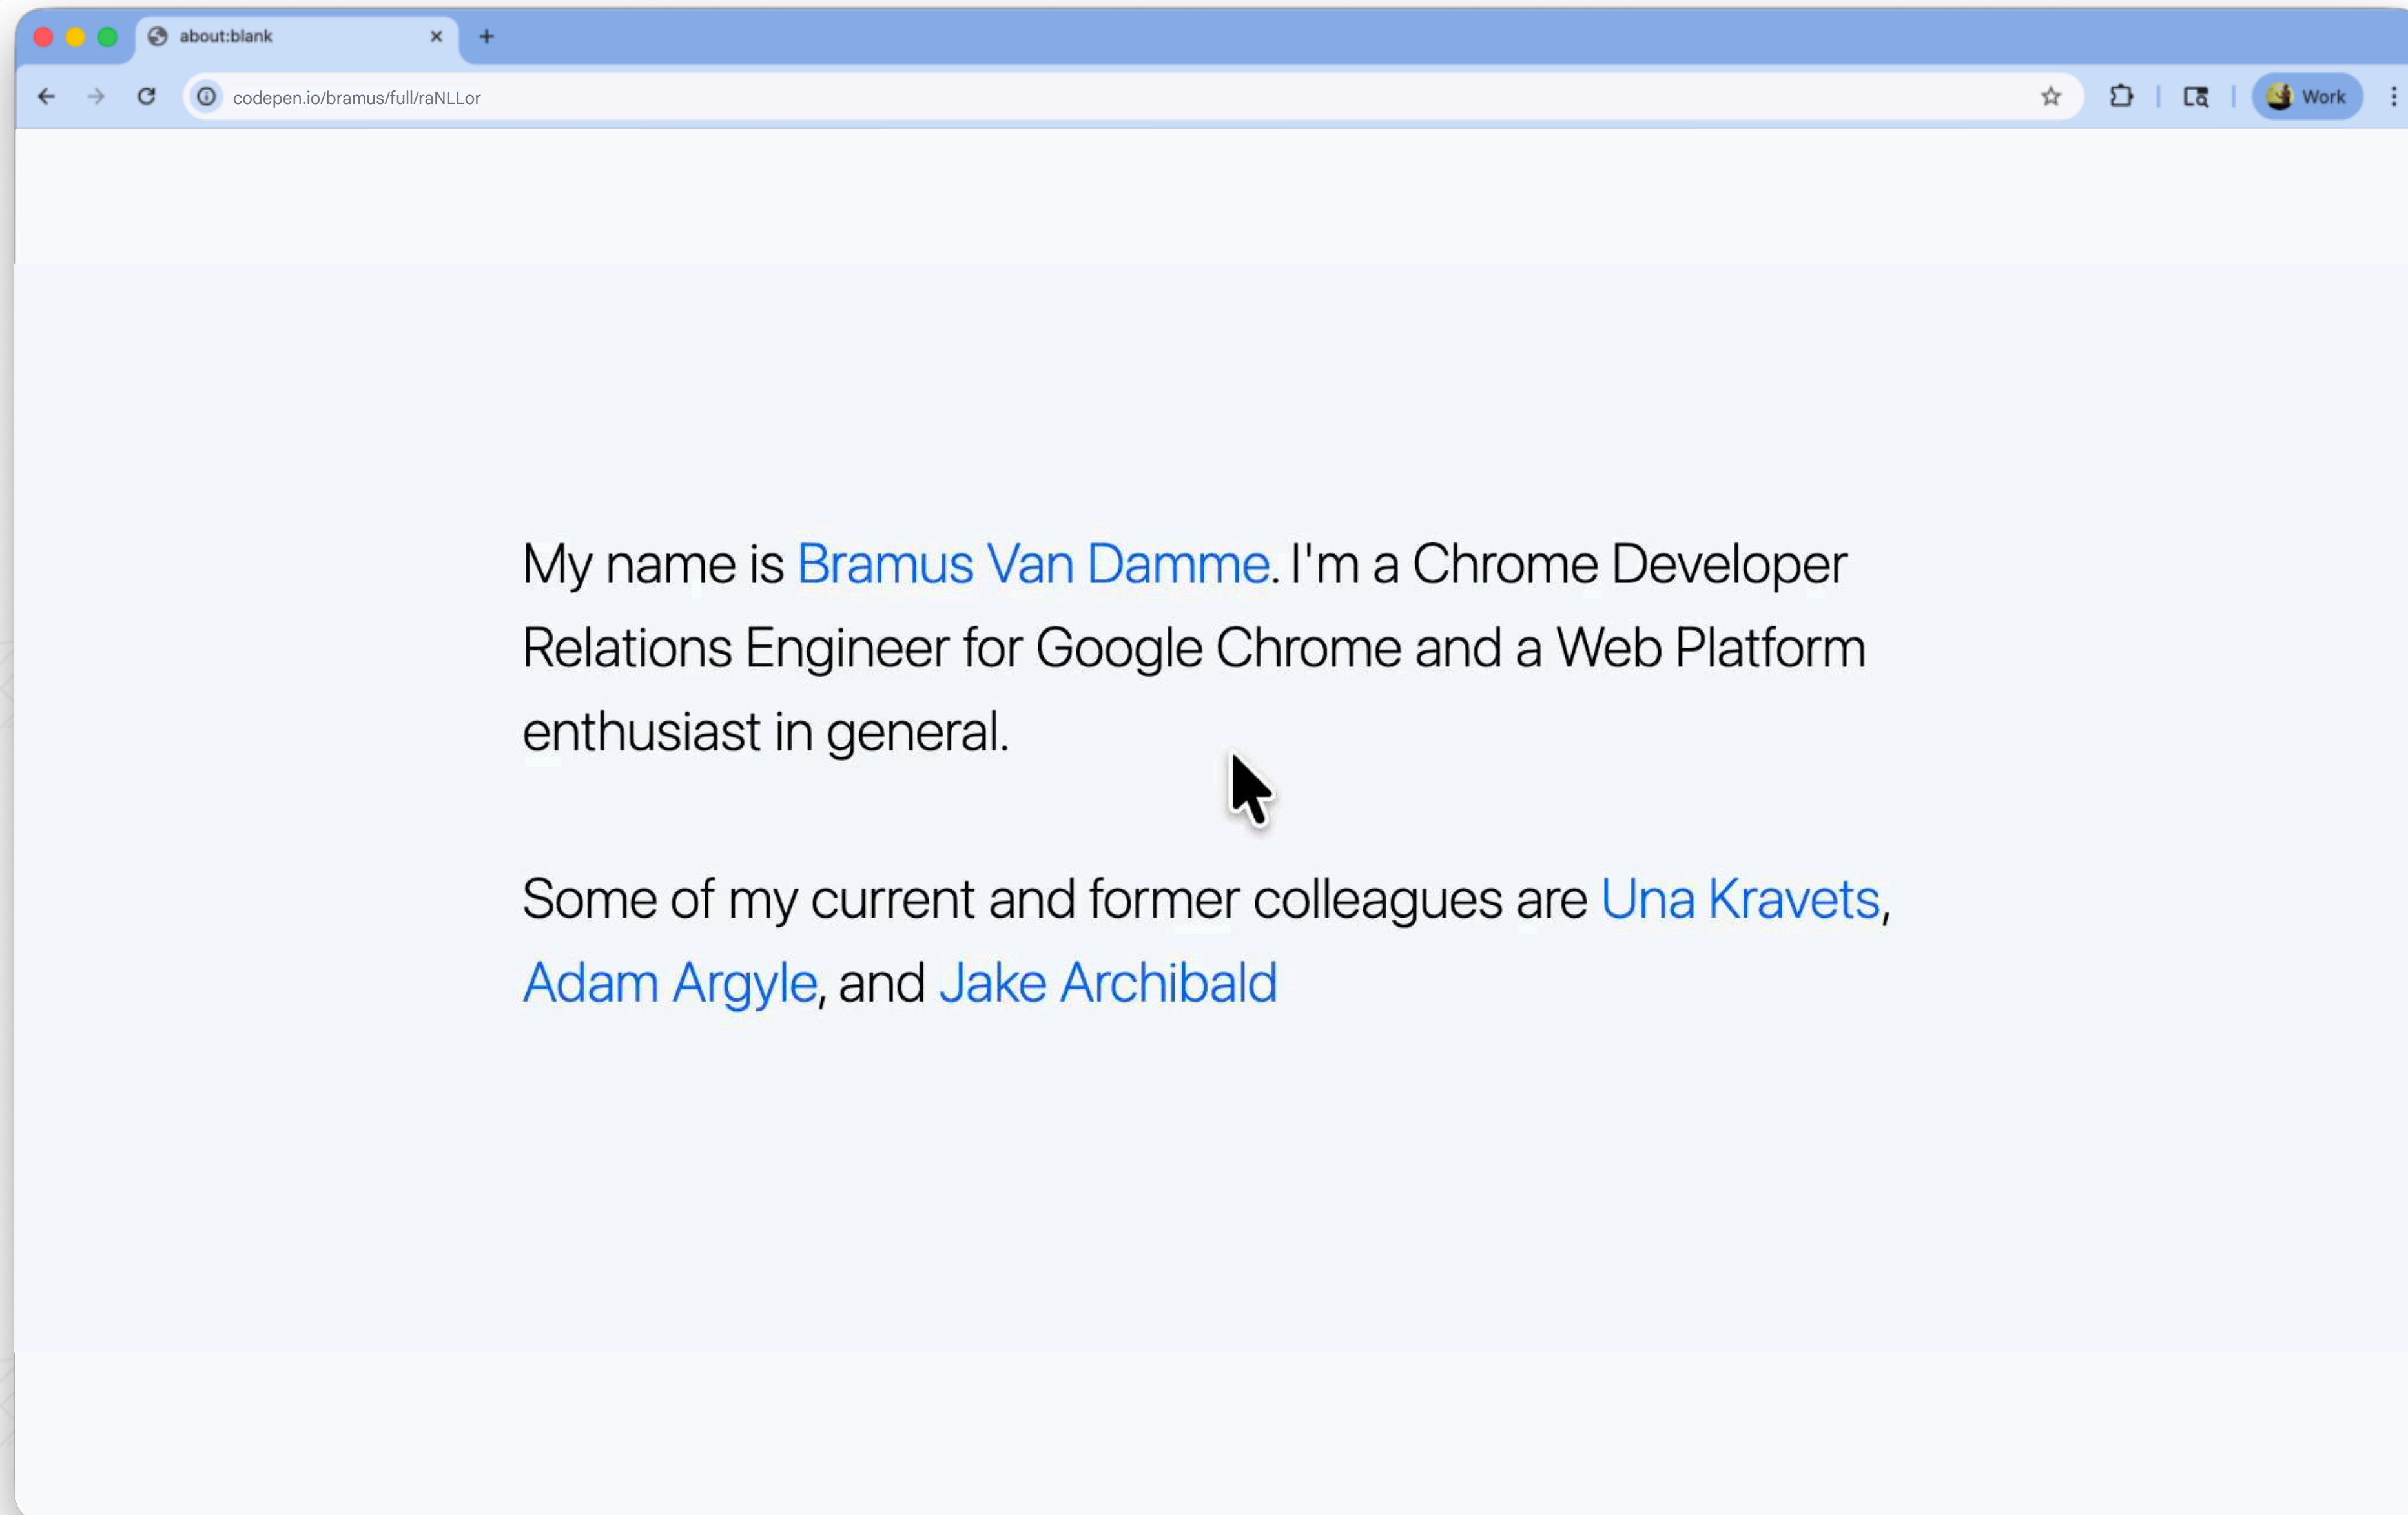 about:blank
codepen.io/bramus/full/raNLLor
Work
My name is Bramus Van Damme. I'm a Chrome Developer
Relations Engineer for Google Chrome and a Web Platform
enthusiast in general.
Some of my current and former colleagues are Una Kravets,
Adam Argyle, and Jake Archibald